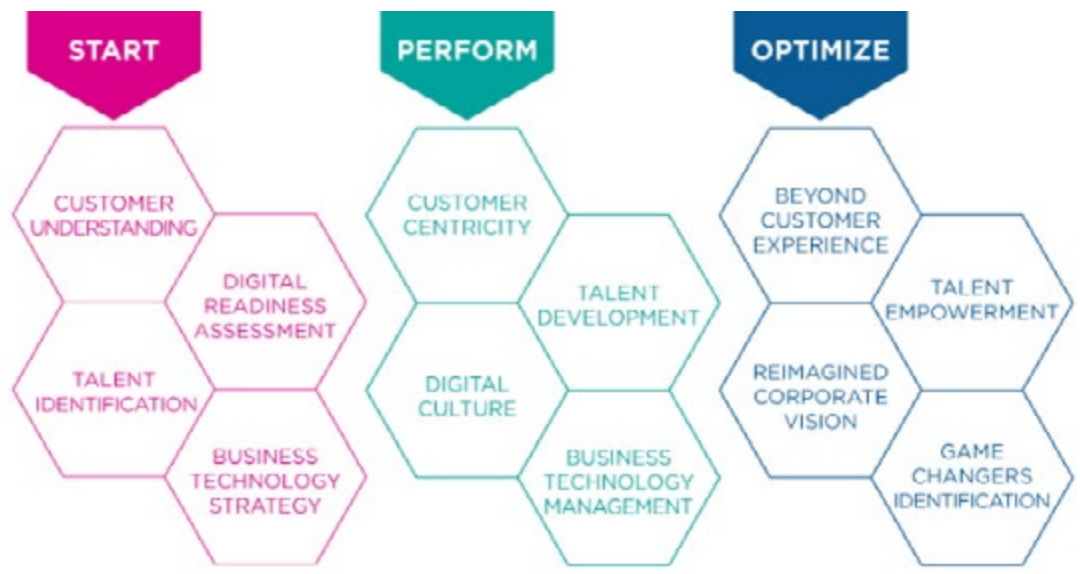 START
CUSTOMER
UNDERSTANDING
DIGITAL
READINESS
ASSESSMENT
TALENT
IDENTIFICATION
BUSINESS
TECHNOLOGY
STRATEGY
PERFORM
CUSTOMER
CENTRICITY
TALENT
DEVELOPMENT
DIGITAL
CULTURE
BUSINESS
TECHNOLOGY
MANAGEMENT
OPTIMIZE
BEYOND
CUSTOMER
EXPERIENCE
TALENT
EMPOWERMENT
REIMAGINED
CORPORATE
VISION
GAME
CHANGERS
IDENTIFICATION